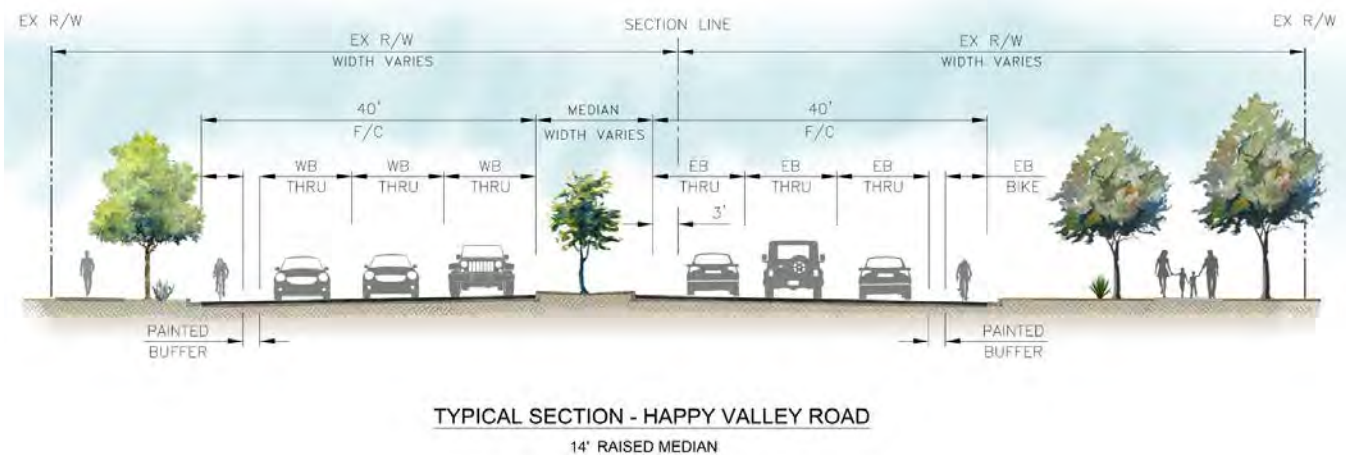 EX R/W
SECTION LINE
EX R/W
EX R/W
WIDTH VARIES
EX R/W
WIDTH VARIES
40'
F/C
MEDIAN
WIDTH VARIES
40'
F/C
WB
THRU
WB
THRU
WB
THRU
EB
THRU
EB
THRU
EB
THRU
EB
BIKE
3'
PAINTED
BUFFER
PAINTED
BUFFER
TYPICAL SECTION - HAPPY VALLEY ROAD
14' RAISED MEDIAN